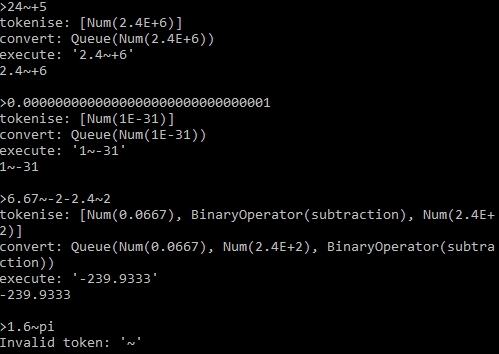 >24~+5
tokenise: [Num(2.4E+6)]
convert: Queue(Num(2.4E+6))
execute: '2.4~+6'
2.4~+6
>0.0000000000000000000000000000001
tokenise: [Num(1E-31)]
convert: Queue(Num(1E-31))
execute: '1~-31'
1~-31
>6.67~-2-2.4~2
tokenise: [Num(0.0667), BinaryOperator(subtraction), Num(2.4E+
2)]
convert: Queue(Num(0.0667), Num(2.4E+2), BinaryOperator(subtra
ction))
execute: '-239.9333'
-239.9333
>1.6~pi
Invalid token: '~'